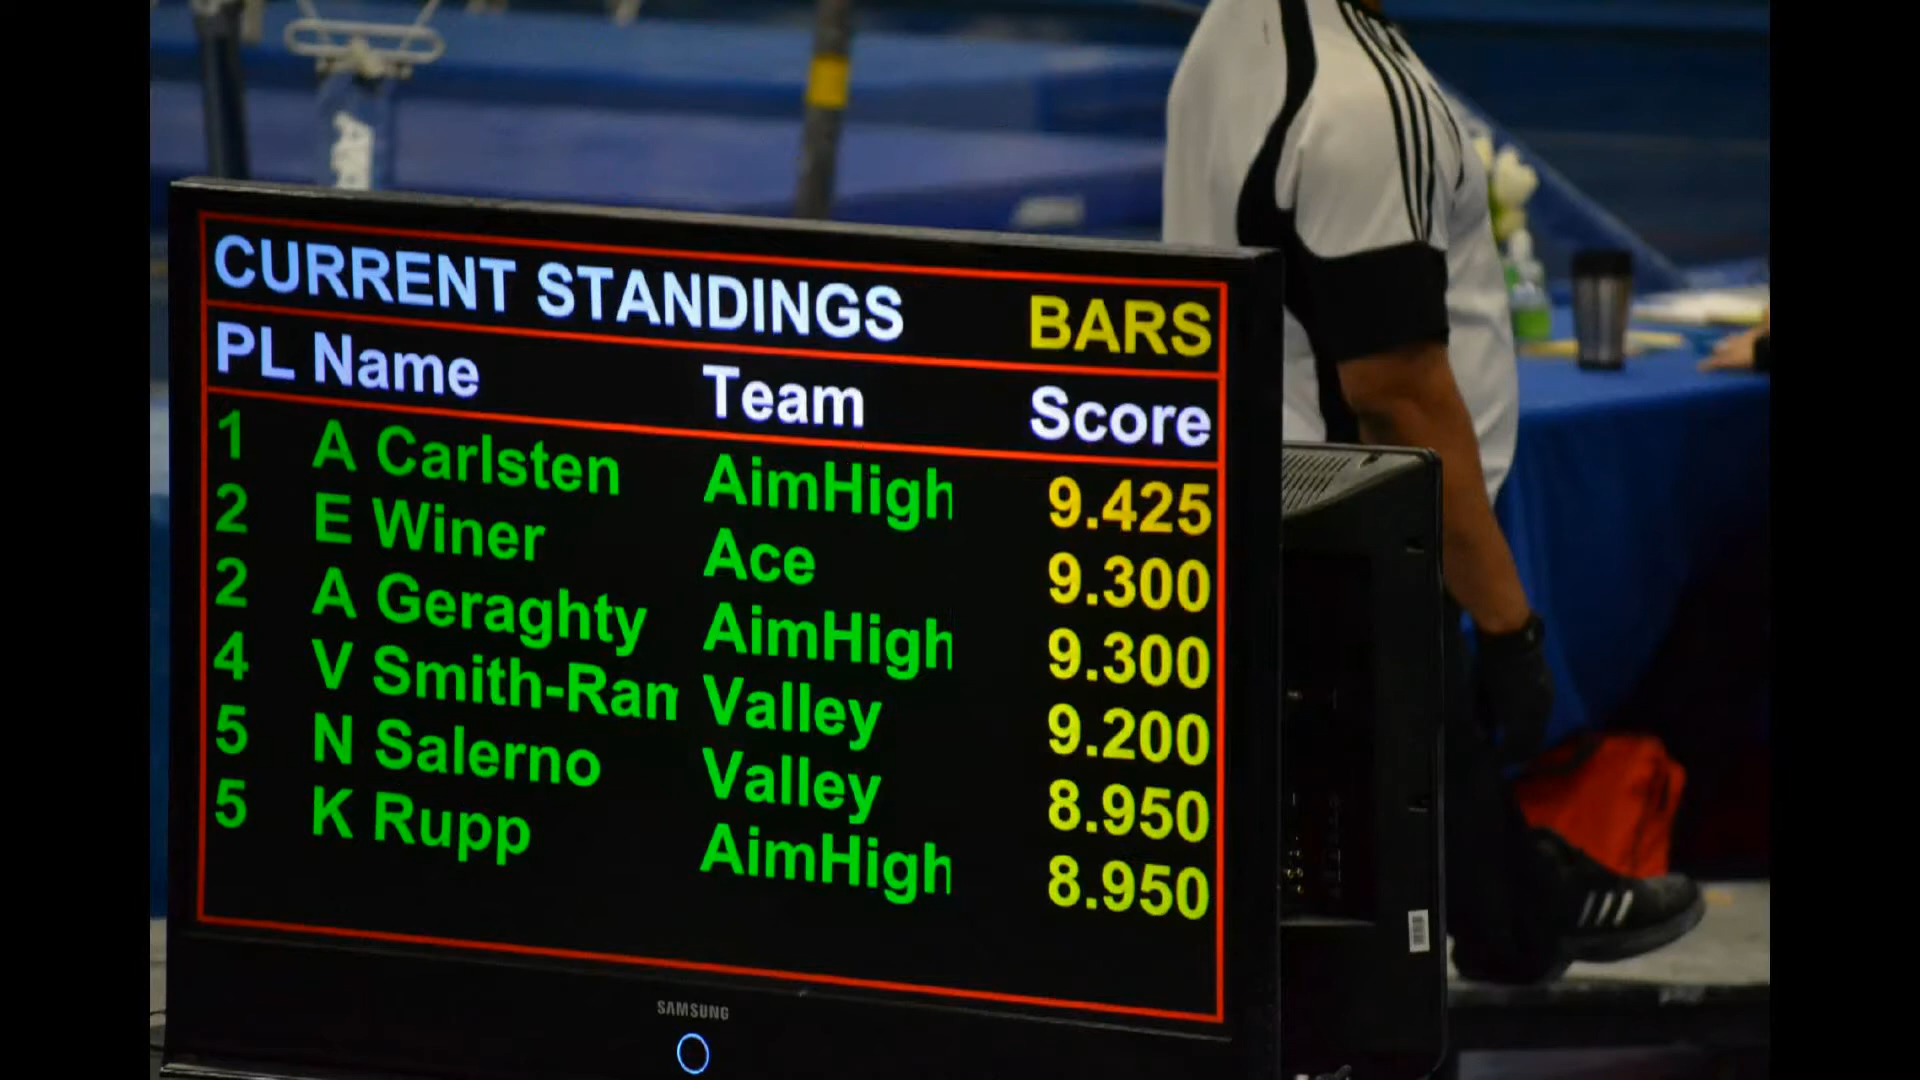 CURRENT STANDINGS BARS
PL Name Team Score
1 A Carlsten AimHigh 9.425
2 E Winer Ace 9.300
2 A Geraghty AimHigh 9.300
4 V Smith-Ran Valley 9.200
5 N Salerno Valley 8.950
5 K Rupp AimHigh 8.950
SAMSUNG